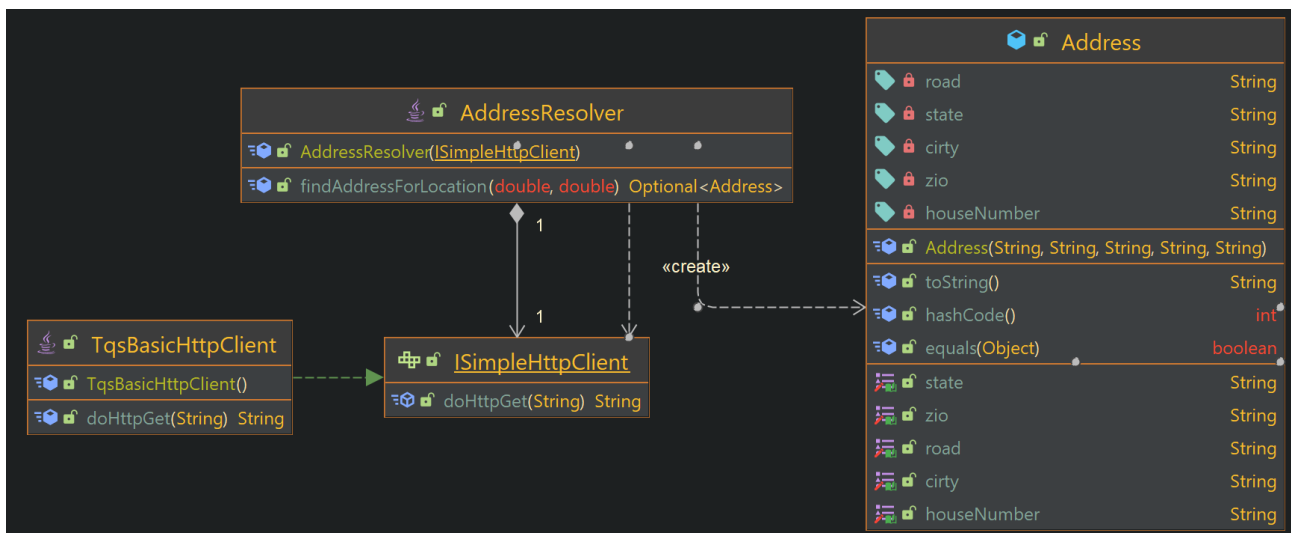 AddressResolver
AddressResolver(ISimpleHttpClient)
findAddressForLocation(double, double) Optional<Address>
1
«create»
1
TqsBasicHttpClient
TqsBasicHttpClient()
doHttpGet(String) String
ISimpleHttpClient
doHttpGet(String) String
Address
road String
state String
cirty String
zio String
houseNumber String
Address(String, String, String, String, String)
toString() String
hashCode() int
equals(Object) boolean
state String
zio String
road String
cirty String
houseNumber String